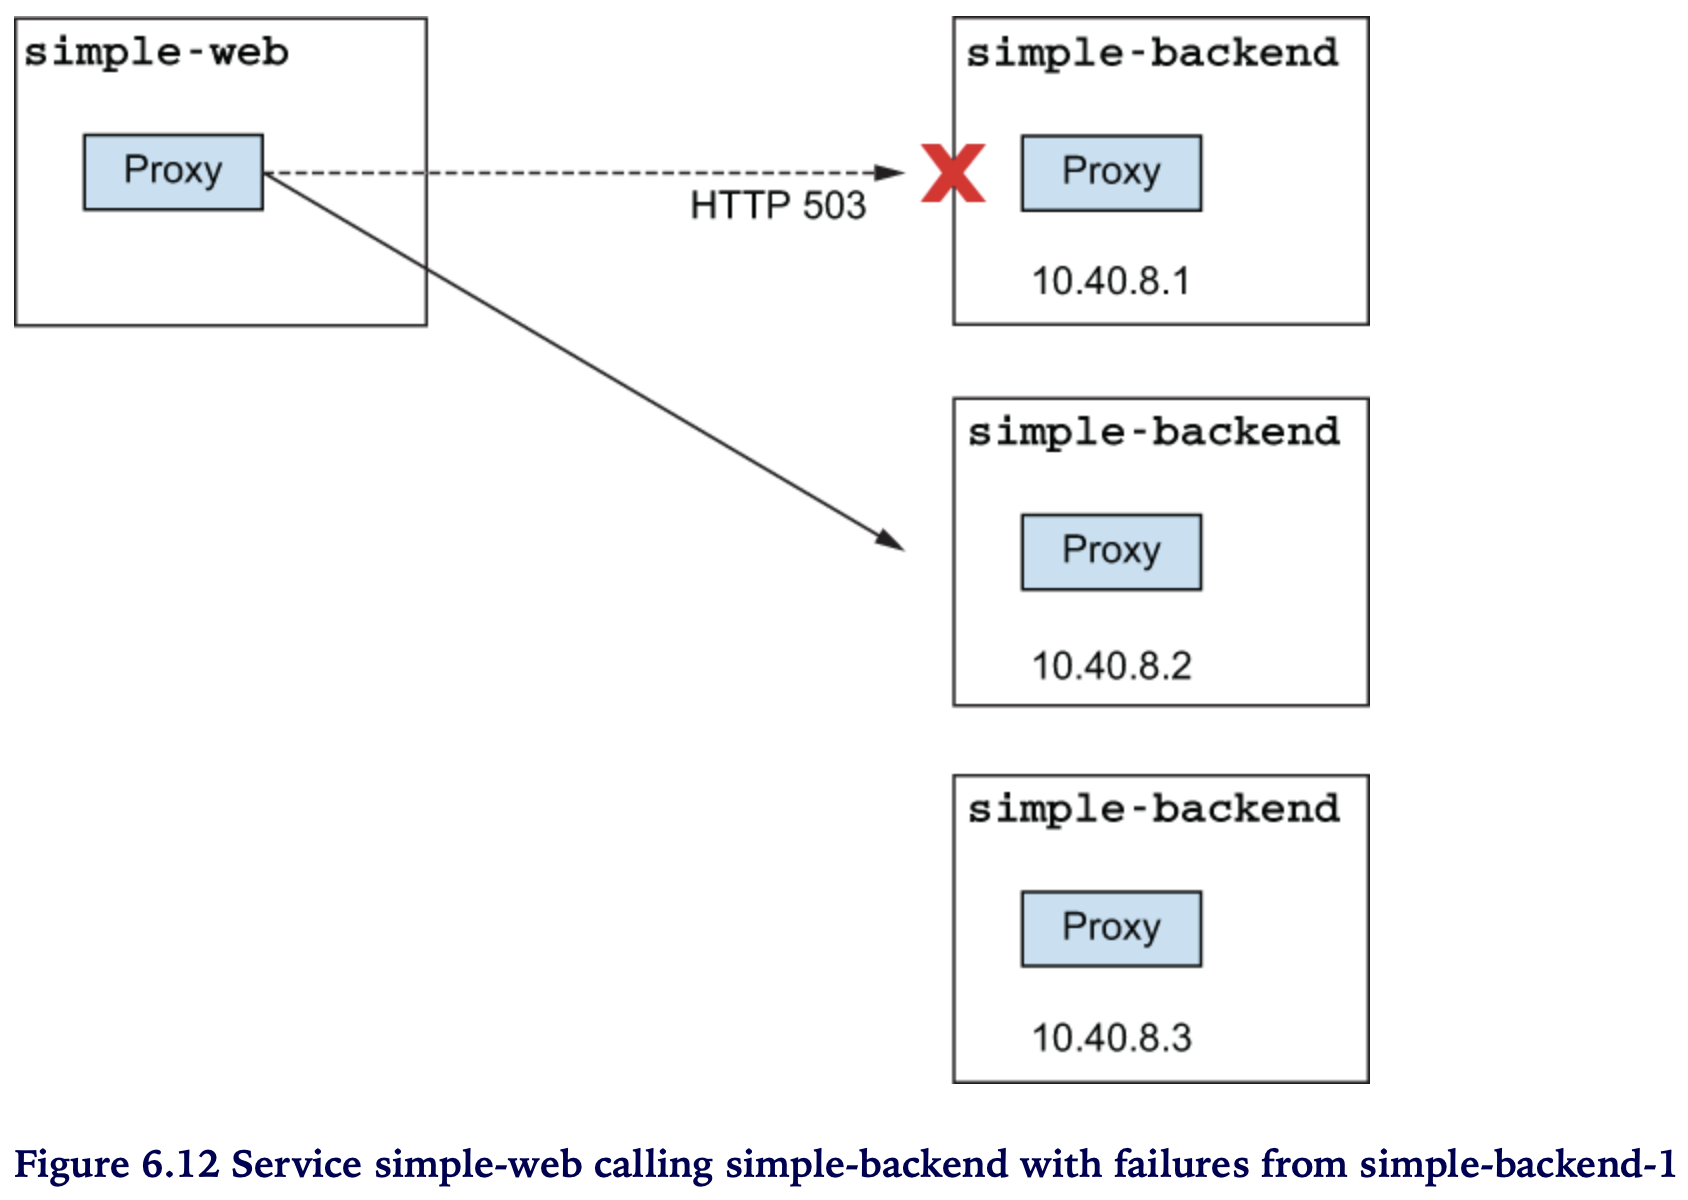 simple-web
Proxy
HTTP 503
simple-backend
Proxy
10.40.8.1
simple-backend
Proxy
10.40.8.2
simple-backend
Proxy
10.40.8.3
Figure 6.12 Service simple-web calling simple-backend with failures from simple-backend-1